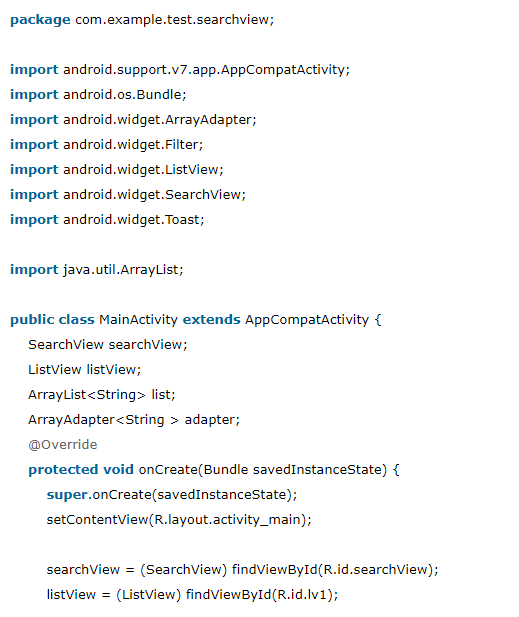 package com.example.test.searchview;
import android.support.v7.app.AppCompatActivity;
import android.os.Bundle;
import android.widget.ArrayAdapter;
import android.widget.Filter;
import android.widget.ListView;
import android.widget.SearchView;
import android.widget.Toast;
import java.util.ArrayList;
public class MainActivity extends AppCompatActivity {
SearchView searchView;
ListView listView;
ArrayList<String> list;
ArrayAdapter<String > adapter;
@Override
protected void onCreate(Bundle savedInstanceState) {
super.onCreate(savedInstanceState);
setContentView(R.layout.activity_main);
searchView = (SearchView) findViewById(R.id.searchView);
listView = (ListView) findViewById(R.id.lv1);